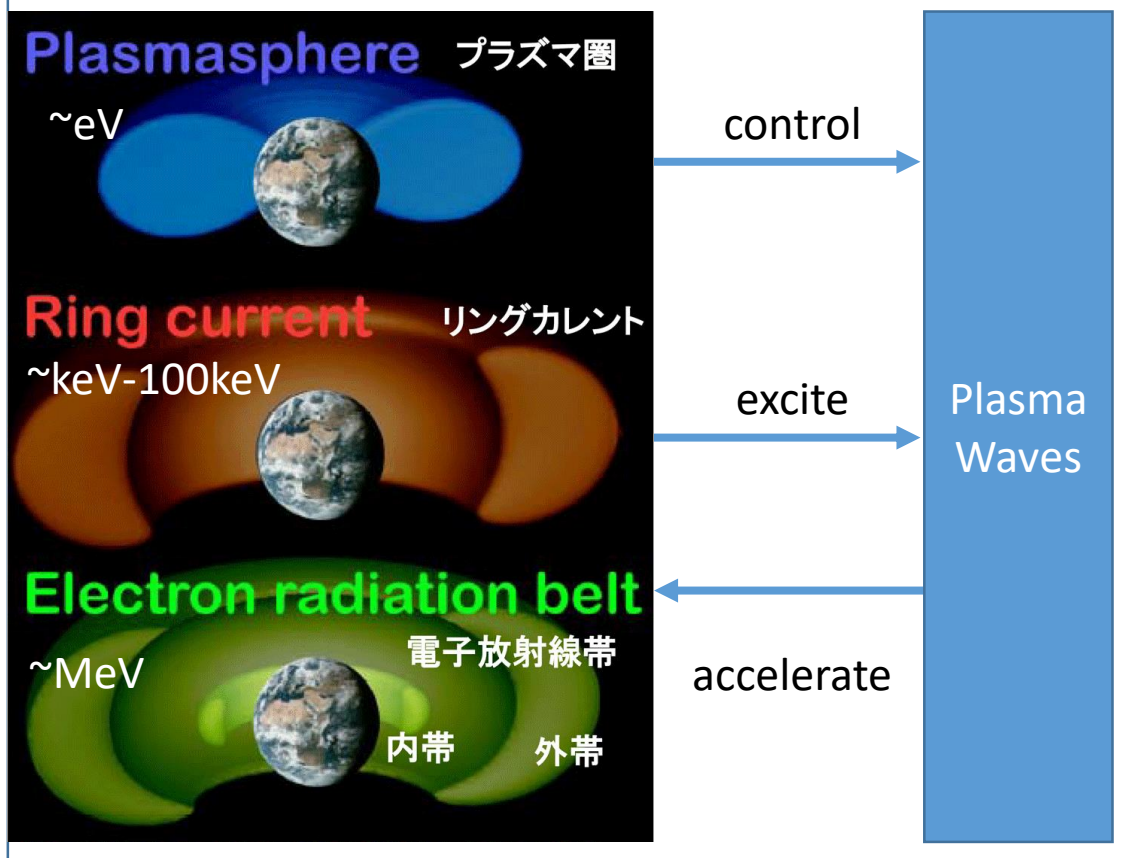 Plasmasphere プラズマ圏
~eV
control
Ring current リングカレント
~keV-100keV
excite
Plasma
Waves
Electron radiation belt
電子放射線帯
~MeV
accelerate
内帯 外帯